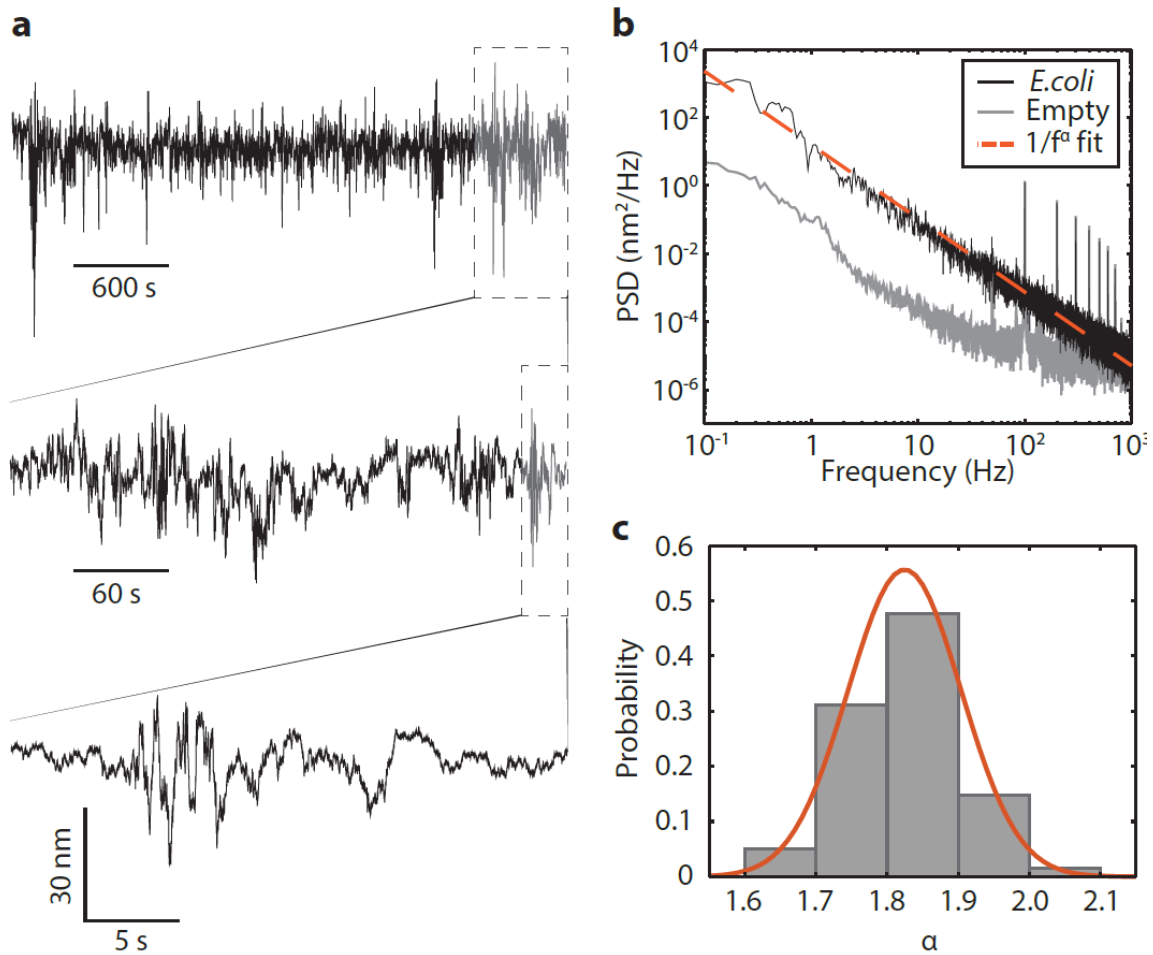 a
600 s
60 s
30 nm
5 s
b
PSD (nm²/Hz)
10⁴
10²
10⁰
10⁻²
10⁻⁴
10⁻⁶
E.coli
Empty
1/fᵅ fit
10⁻¹ 1 10 10² 10³
Frequency (Hz)
c
Probability
0.6
0.5
0.4
0.3
0.2
0.1
0
1.6 1.7 1.8 1.9 2.0 2.1
α